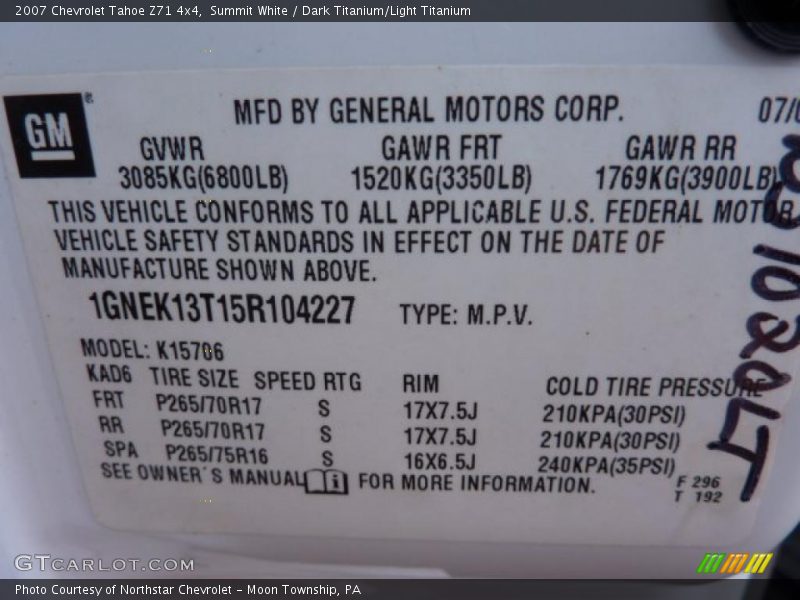 2007 Chevrolet Tahoe Z71 4x4, Summit White / Dark Titanium/Light Titanium
GM®
MFD BY GENERAL MOTORS CORP. 07/0
GVWR GAWR FRT GAWR RR
3085KG(6800LB) 1520KG(3350LB) 1769KG(3900LB)
THIS VEHICLE CONFORMS TO ALL APPLICABLE U.S. FEDERAL MOTOR
VEHICLE SAFETY STANDARDS IN EFFECT ON THE DATE OF
MANUFACTURE SHOWN ABOVE.
1GNEK13T15R104227 TYPE: M.P.V.
MODEL: K15706
KAD6 TIRE SIZE SPEED RTG RIM COLD TIRE PRESSURE
FRT P265/70R17 S 17X7.5J 210KPA(30PSI)
RR P265/70R17 S 17X7.5J 210KPA(30PSI)
SPA P265/75R16 S 16X6.5J 240KPA(35PSI)
SEE OWNER'S MANUAL i FOR MORE INFORMATION.
F 296
T 192
GTCARLOT.COM
Photo Courtesy of Northstar Chevrolet - Moon Township, PA